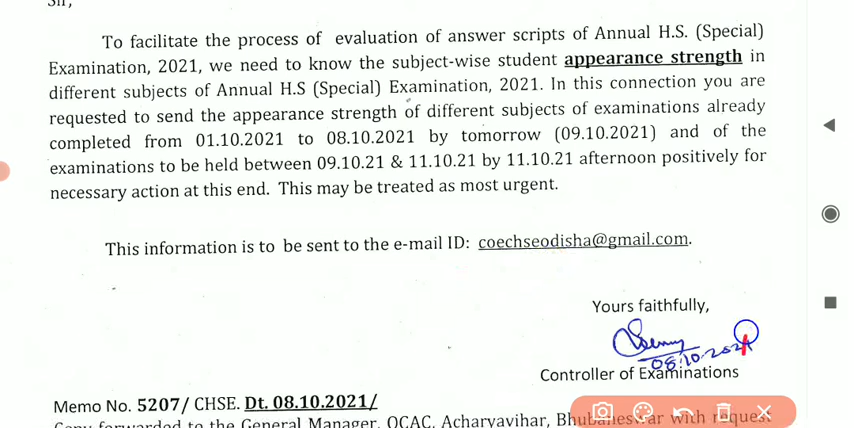 Sir,
To facilitate the process of evaluation of answer scripts of Annual H.S. (Special)
Examination, 2021, we need to know the subject-wise student appearance strength in
different subjects of Annual H.S (Special) Examination, 2021. In this connection you are
requested to send the appearance strength of different subjects of examinations already
completed from 01.10.2021 to 08.10.2021 by tomorrow (09.10.2021) and of the
examinations to be held between 09.10.21 & 11.10.21 by 11.10.21 afternoon positively for
necessary action at this end. This may be treated as most urgent.
This information is to be sent to the e-mail ID: coechseodisha@gmail.com.
Yours faithfully,
08.10.2021
Controller of Examinations
Memo No. 5207/ CHSE. Dt. 08.10.2021/
Copy forwarded to the General Manager, OCAC, Acharyavihar, Bhubaneswar with request